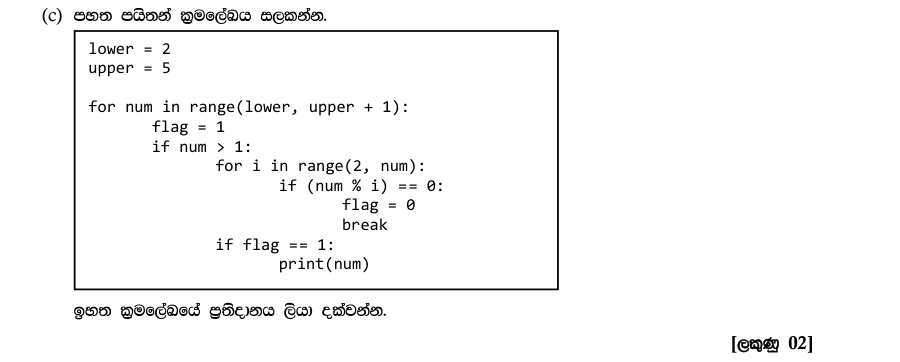 (c) පහත පයිතන් ක්‍රමලේඛය සලකන්න.
lower = 2
upper = 5
for num in range(lower, upper + 1):
flag = 1
if num > 1:
for i in range(2, num):
if (num % i) == 0:
flag = 0
break
if flag == 1:
print(num)
ඉහත ක්‍රමලේඛයේ ප්‍රතිදානය ලියා දක්වන්න.
[ලකුණු 02]